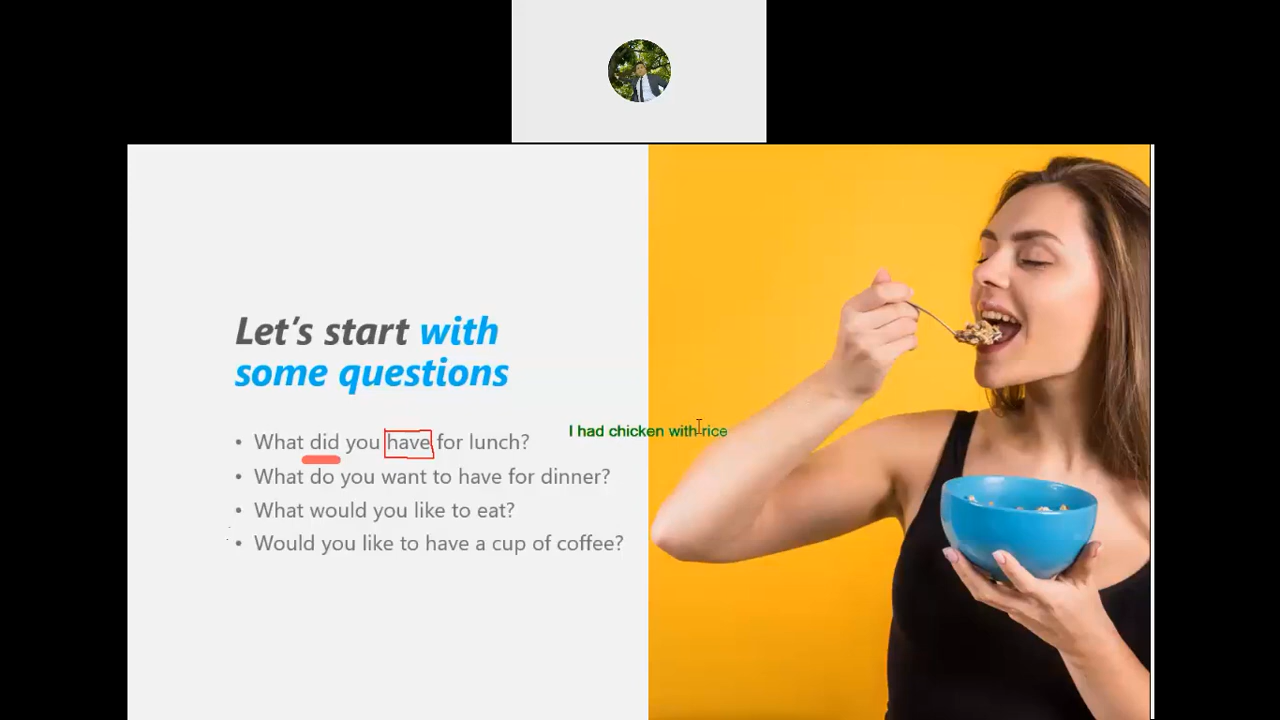 Let's start with
some questions
• What did you have for lunch?
I had chicken with rice
• What do you want to have for dinner?
• What would you like to eat?
• Would you like to have a cup of coffee?